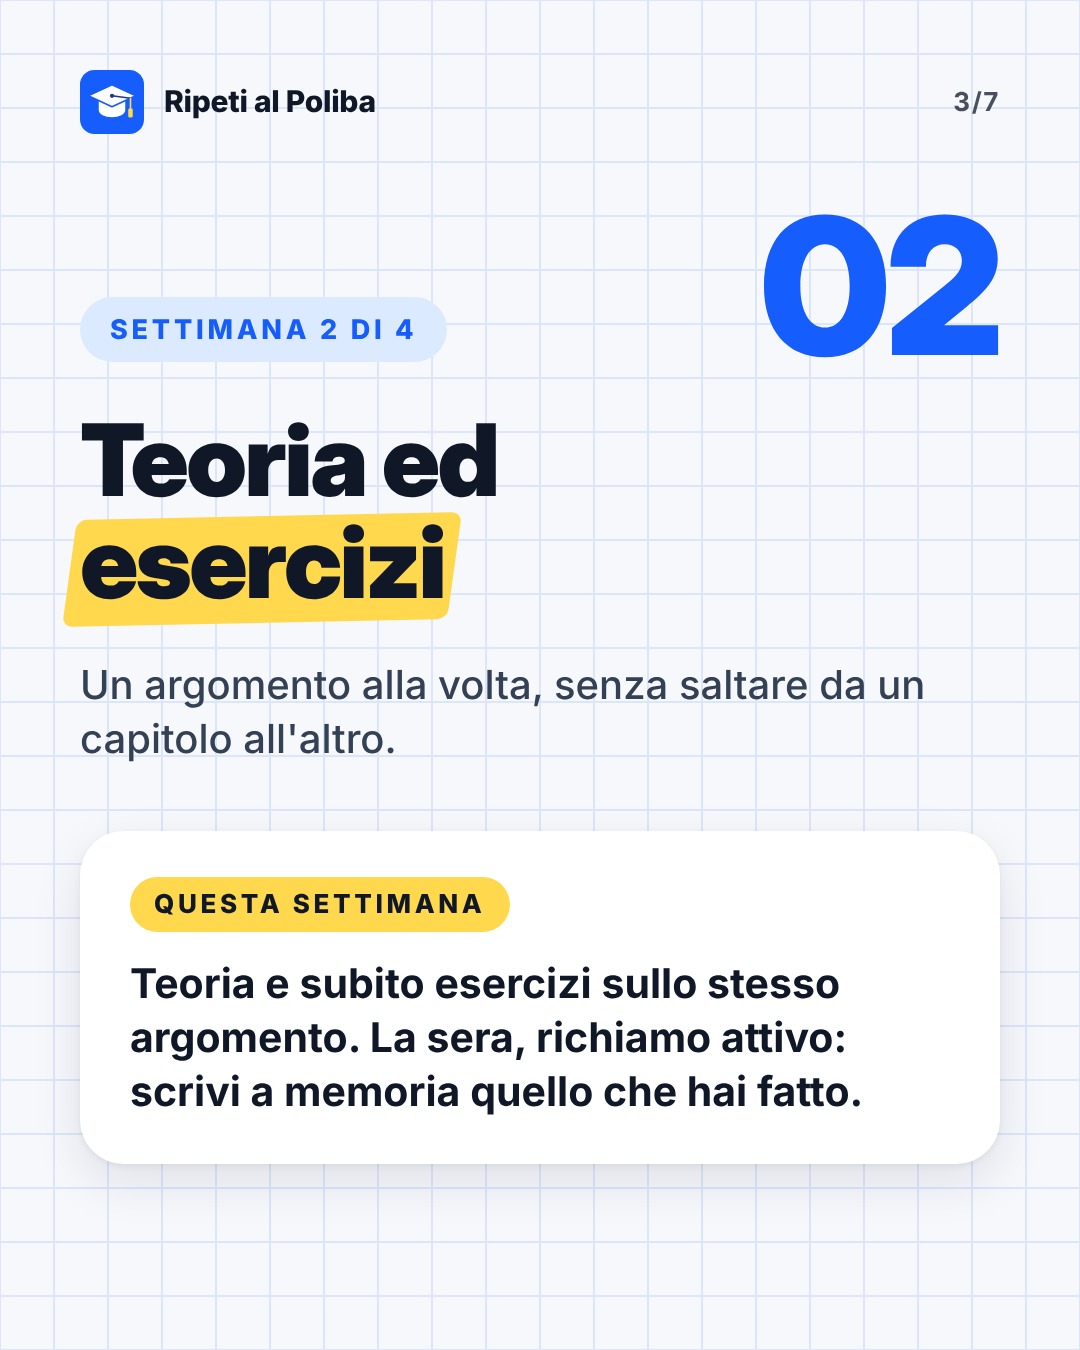 Ripeti al Poliba
3/7
02
SETTIMANA 2 DI 4
Teoria ed
esercizi
Un argomento alla volta, senza saltare da un
capitolo all'altro.
QUESTA SETTIMANA
Teoria e subito esercizi sullo stesso
argomento. La sera, richiamo attivo:
scrivi a memoria quello che hai fatto.